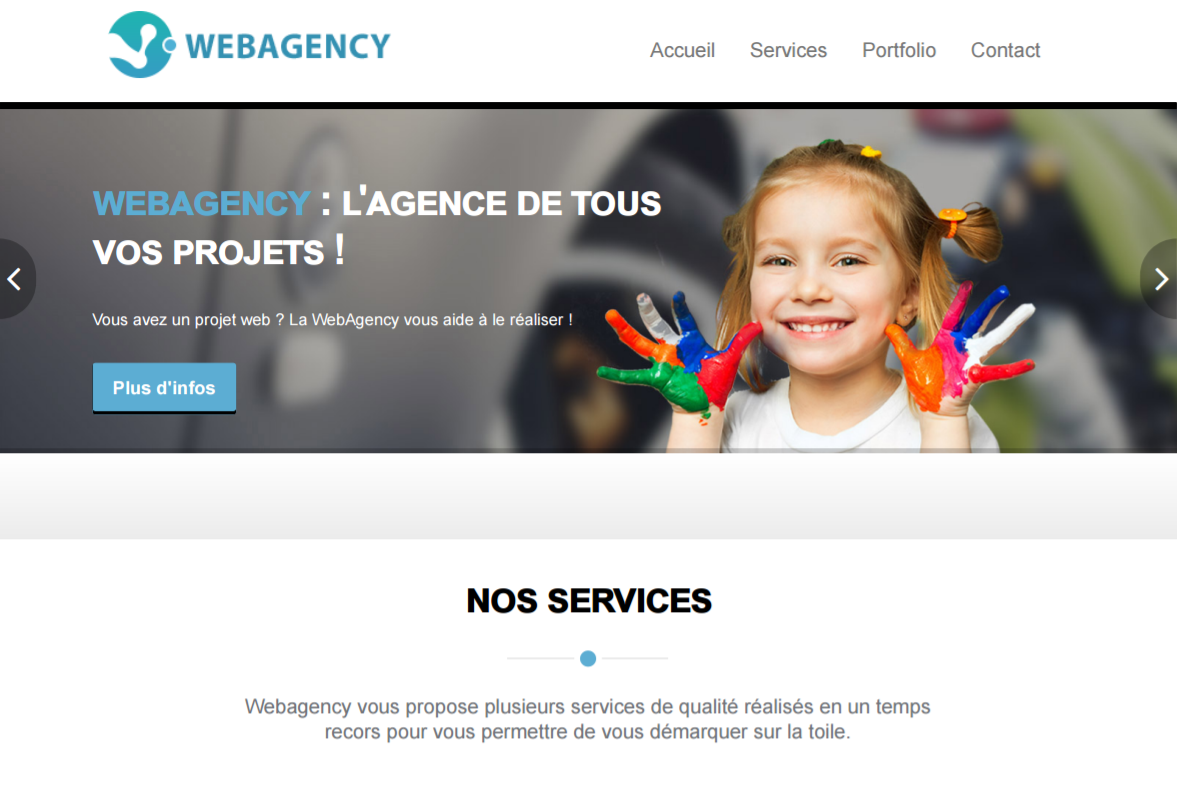 WEBAGENCY
Accueil Services Portfolio Contact
WEBAGENCY : L'AGENCE DE TOUS
VOS PROJETS !
Vous avez un projet web ? La WebAgency vous aide à le réaliser !
Plus d'infos
NOS SERVICES
Webagency vous propose plusieurs services de qualité réalisés en un temps
recors pour vous permettre de vous démarquer sur la toile.